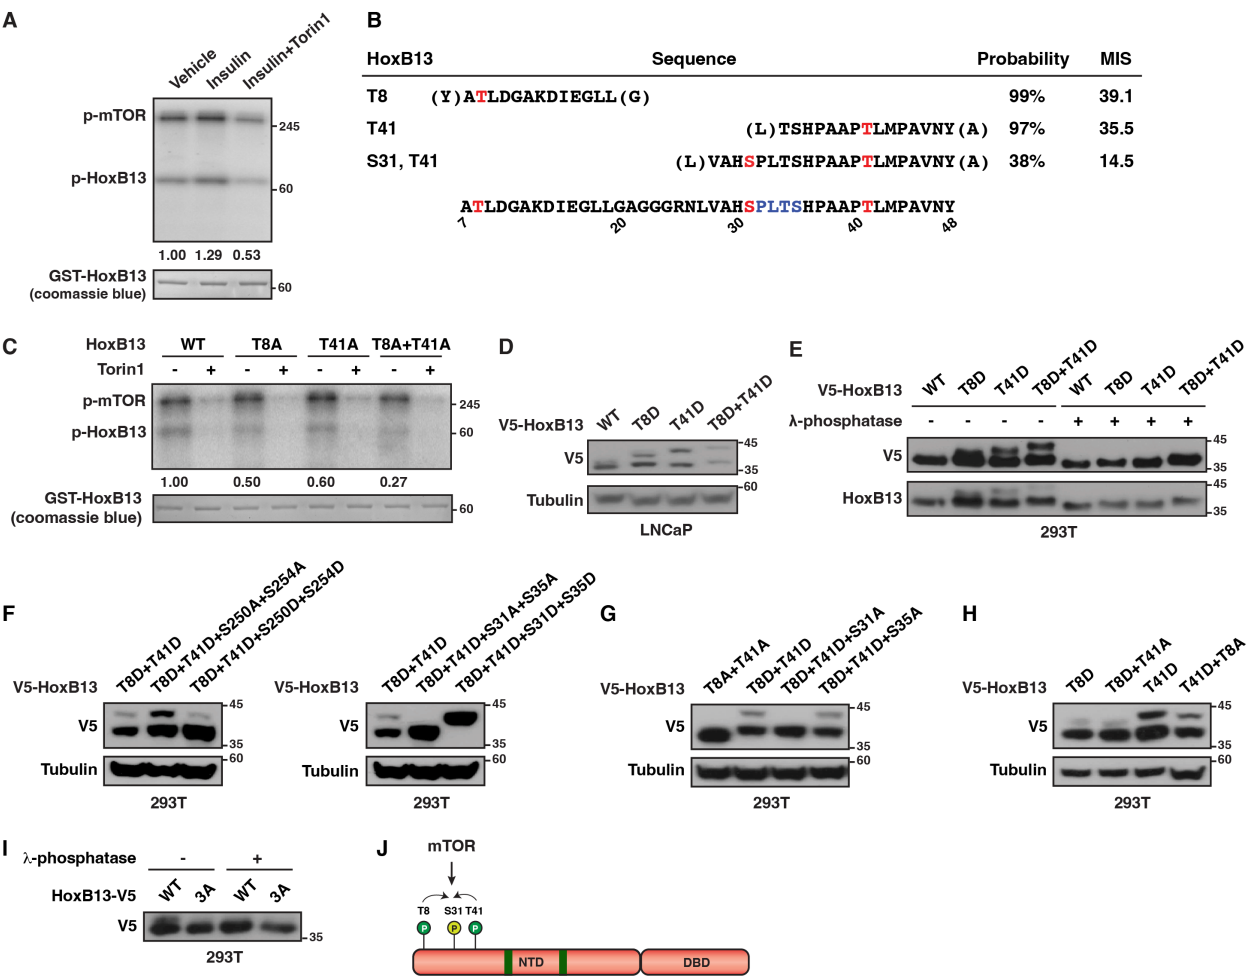 A
Vehicle
Insulin
Insulin+Torin1
p-mTOR
245
p-HoxB13
60
1.00 1.29 0.53
GST-HoxB13
(coomassie blue)
60
B
HoxB13 Sequence Probability MIS
T8 (Y)ATLDGAKDIEGLL(G) 99% 39.1
T41 (L)TSHPAAPTLMPAVNY(A) 97% 35.5
S31, T41 (L)VAHSPLTSHPAAPTLMPAVNY(A) 38% 14.5
ATLDGAKDIEGLLGAGGGRNLVAHSPLTSHPAAPTLMPAVNY
7 20 30 40 48
C
HoxB13 WT T8A T41A T8A+T41A
Torin1 - + - + - + - +
p-mTOR
245
p-HoxB13
60
1.00 0.50 0.60 0.27
GST-HoxB13
(coomassie blue)
60
D
V5-HoxB13 WT T8D T41D T8D+T41D
V5
45
35
Tubulin
60
LNCaP
E
V5-HoxB13 WT T8D T41D T8D+T41D WT T8D T41D T8D+T41D
λ-phosphatase - - - - + + + +
V5
45
35
HoxB13
45
35
293T
F
V5-HoxB13
T8D+T41D
T8D+T41D+S250A+S254A
T8D+T41D+S250D+S254D
V5
45
35
Tubulin
60
293T
V5-HoxB13
T8D+T41D
T8D+T41D+S31A+S35A
T8D+T41D+S31D+S35D
V5
45
35
Tubulin
60
293T
G
V5-HoxB13
T8A+T41A
T8D+T41D
T8D+T41D+S31A
T8D+T41D+S35A
V5
45
35
Tubulin
60
293T
H
V5-HoxB13
T8D
T8D+T41A
T41D
T41D+T8A
V5
45
35
Tubulin
60
293T
I
λ-phosphatase - +
HoxB13-V5 WT 3A WT 3A
V5
35
293T
J
mTOR
T8 S31 T41
P P P
NTD DBD